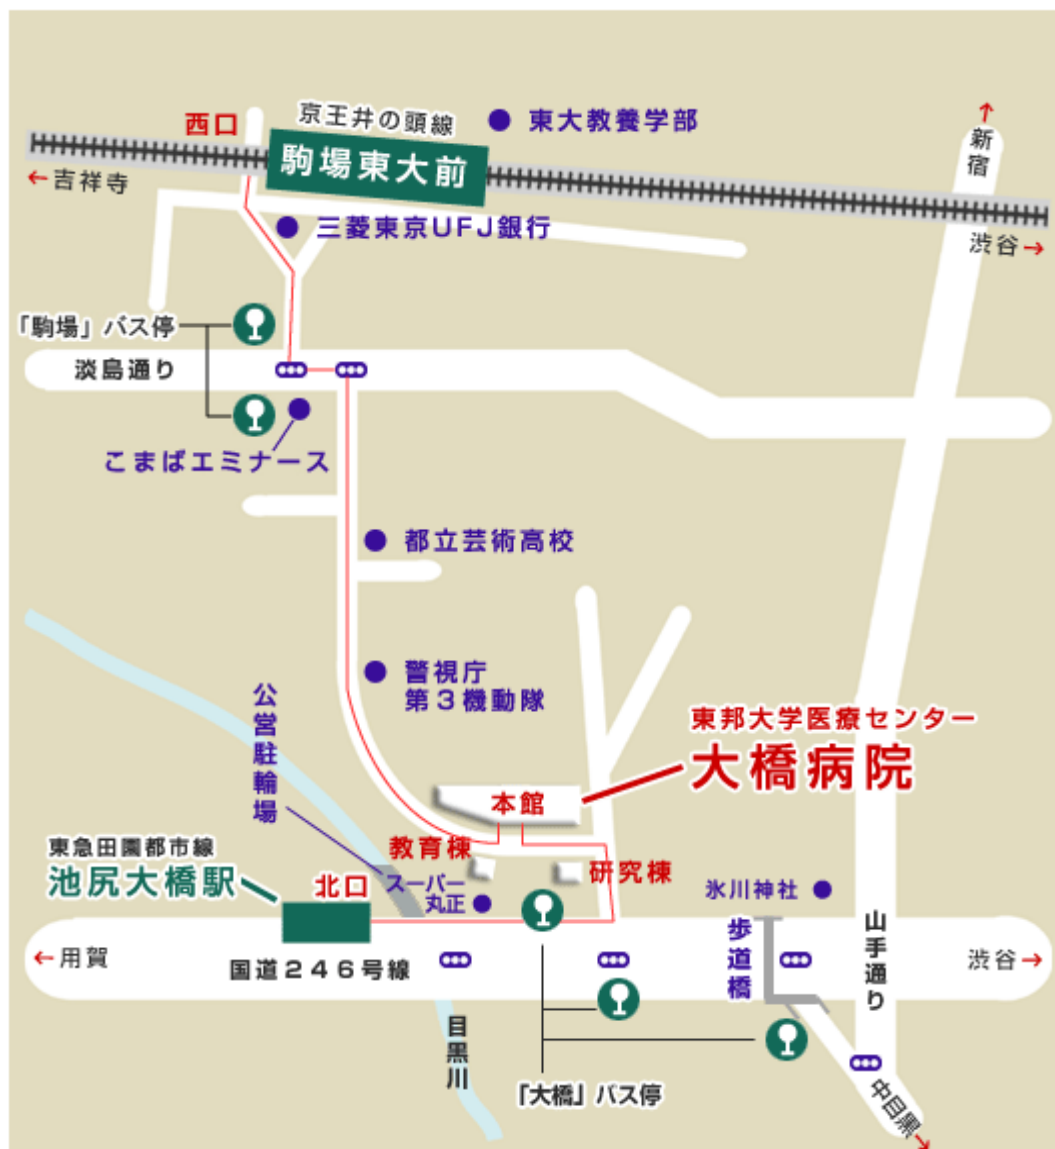 西口
京王井の頭線
駒場東大前
東大教養学部
新宿
←吉祥寺
三菱東京UFJ銀行
渋谷→
「駒場」バス停
淡島通り
こまばエミナース
都立芸術高校
警視庁
第３機動隊
公営駐輪場
東邦大学医療センター
大橋病院
本館
教育棟
研究棟
東急田園都市線
池尻大橋駅
北口
スーパー
丸正
氷川神社
歩道橋
山手通り
←用賀
国道２４６号線
渋谷→
目黒川
「大橋」バス停
中目黒→